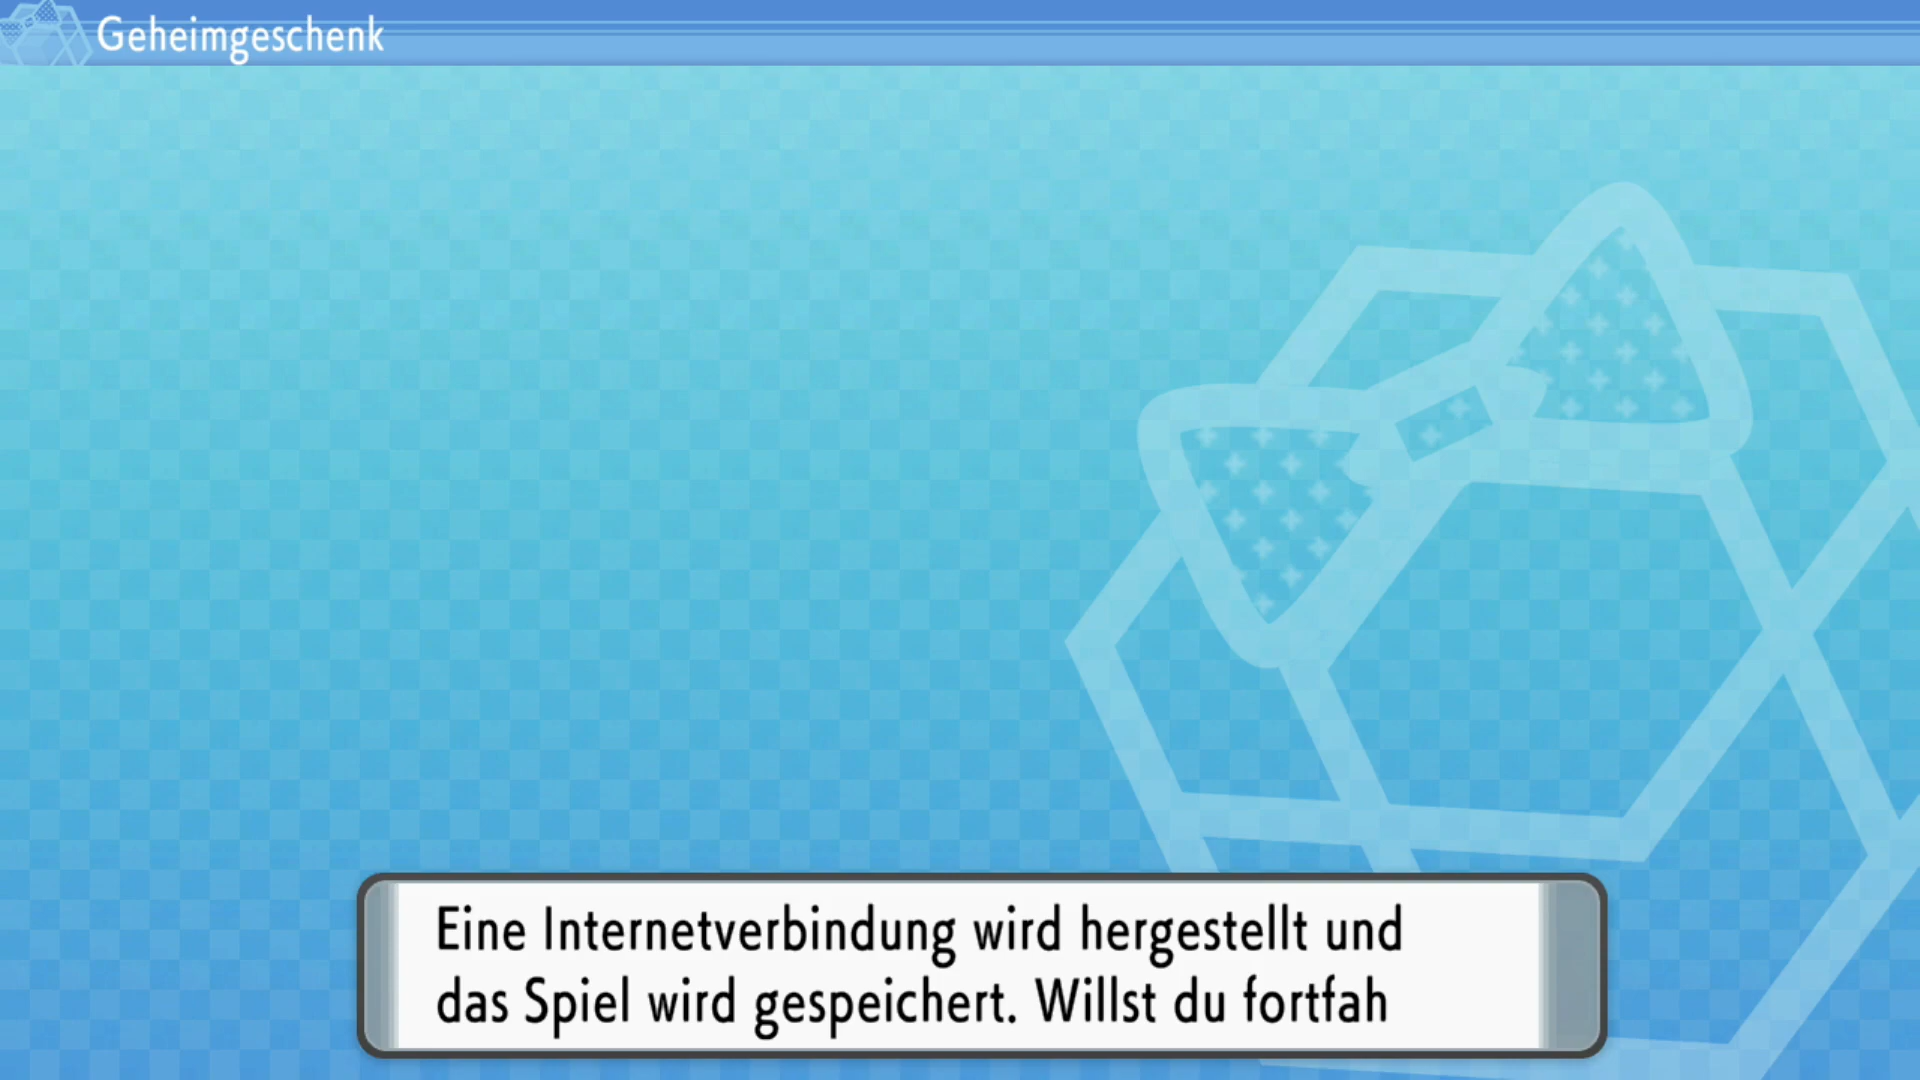 Geheimgeschenk
Eine Internetverbindung wird hergestellt und
das Spiel wird gespeichert. Willst du fortfah